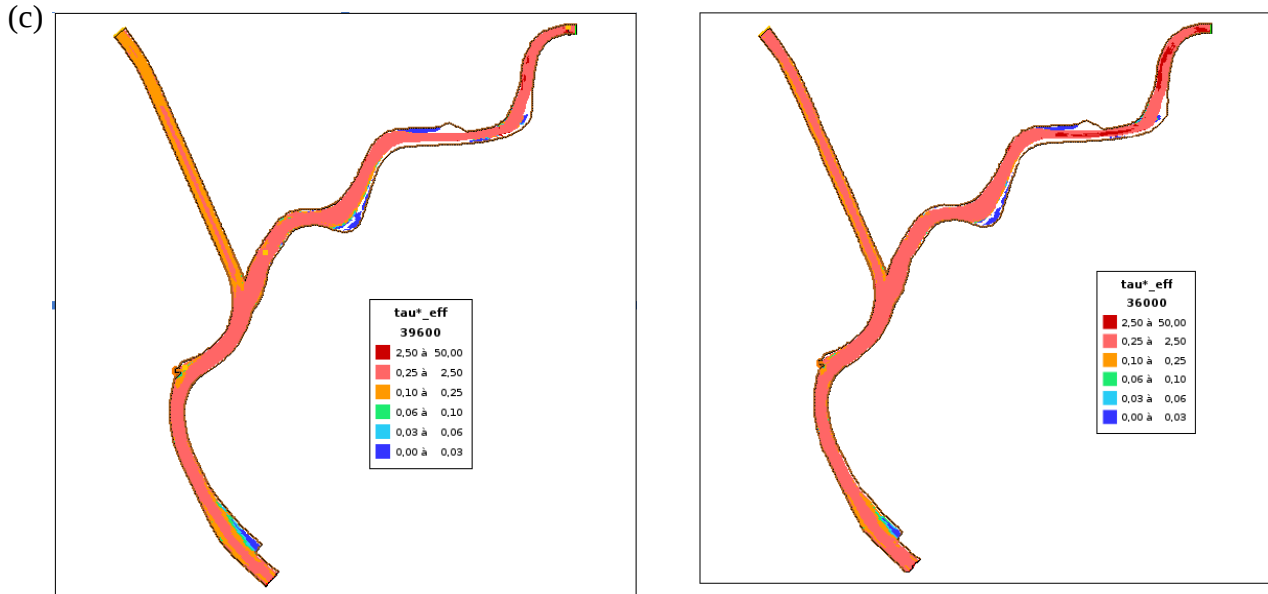 (c)
tau*_eff
39600
2,50 à 50,00
0,25 à 2,50
0,10 à 0,25
0,06 à 0,10
0,03 à 0,06
0,00 à 0,03
tau*_eff
36000
2,50 à 50,00
0,25 à 2,50
0,10 à 0,25
0,06 à 0,10
0,03 à 0,06
0,00 à 0,03